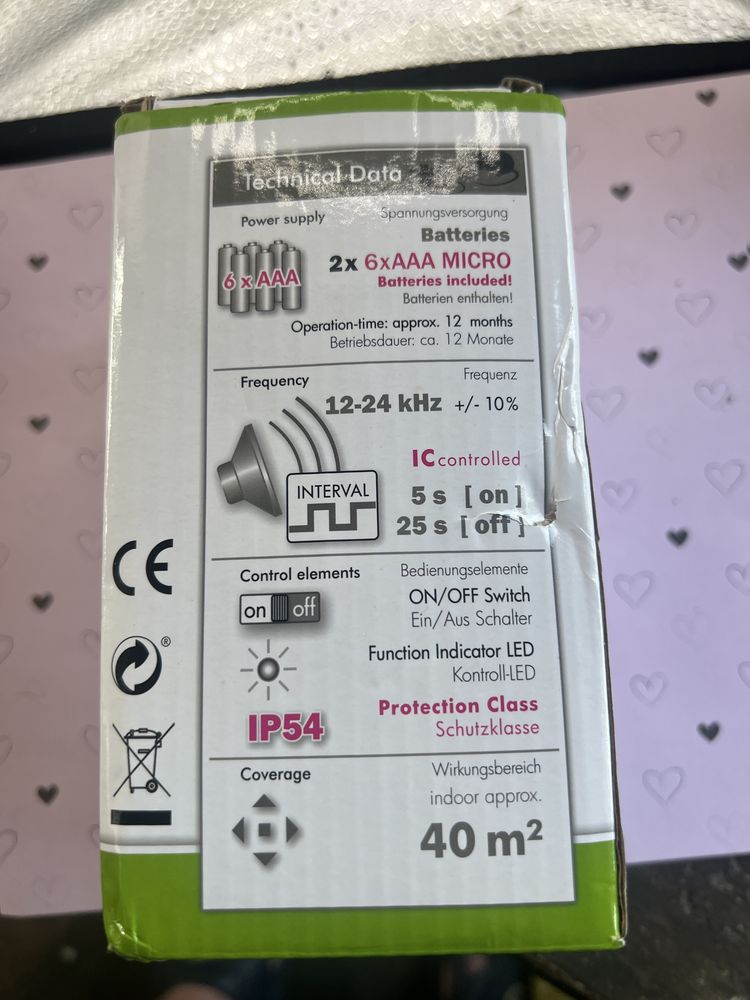 Technical Data
Power supply Spannungsversorgung
Batteries
6 x AAA 2x 6xAAA MICRO
Batteries included!
Batterien enthalten!
Operation-time: approx. 12 months
Betriebsdauer: ca. 12 Monate
Frequency Frequenz
12-24 kHz +/- 10%
IC controlled
INTERVAL 5 s [ on ]
25 s [ off ]
CE
Control elements Bedienungselemente
on off ON/OFF Switch
Ein/Aus Schalter
®
Function Indicator LED
Kontroll-LED
IP54 Protection Class
Schutzklasse
Coverage Wirkungsbereich
indoor approx.
40 m²